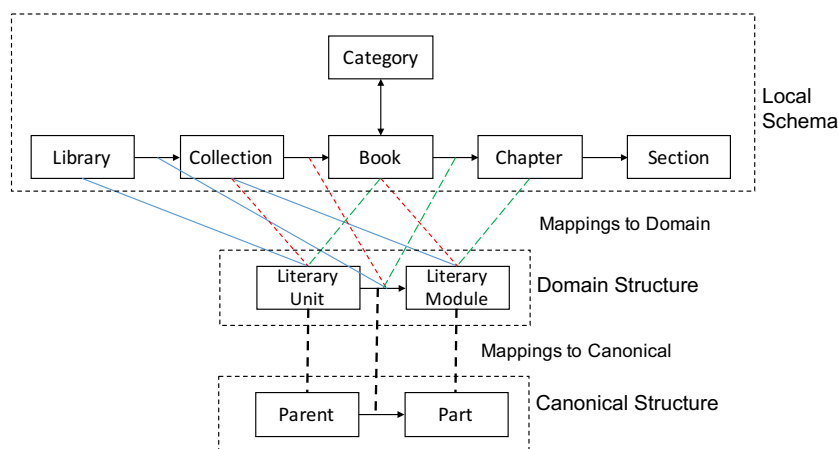 Category
Local
Schema
Library
Collection
Book
Chapter
Section
Mappings to Domain
Literary
Unit
Literary
Module
Domain Structure
Mappings to Canonical
Parent
Part
Canonical Structure